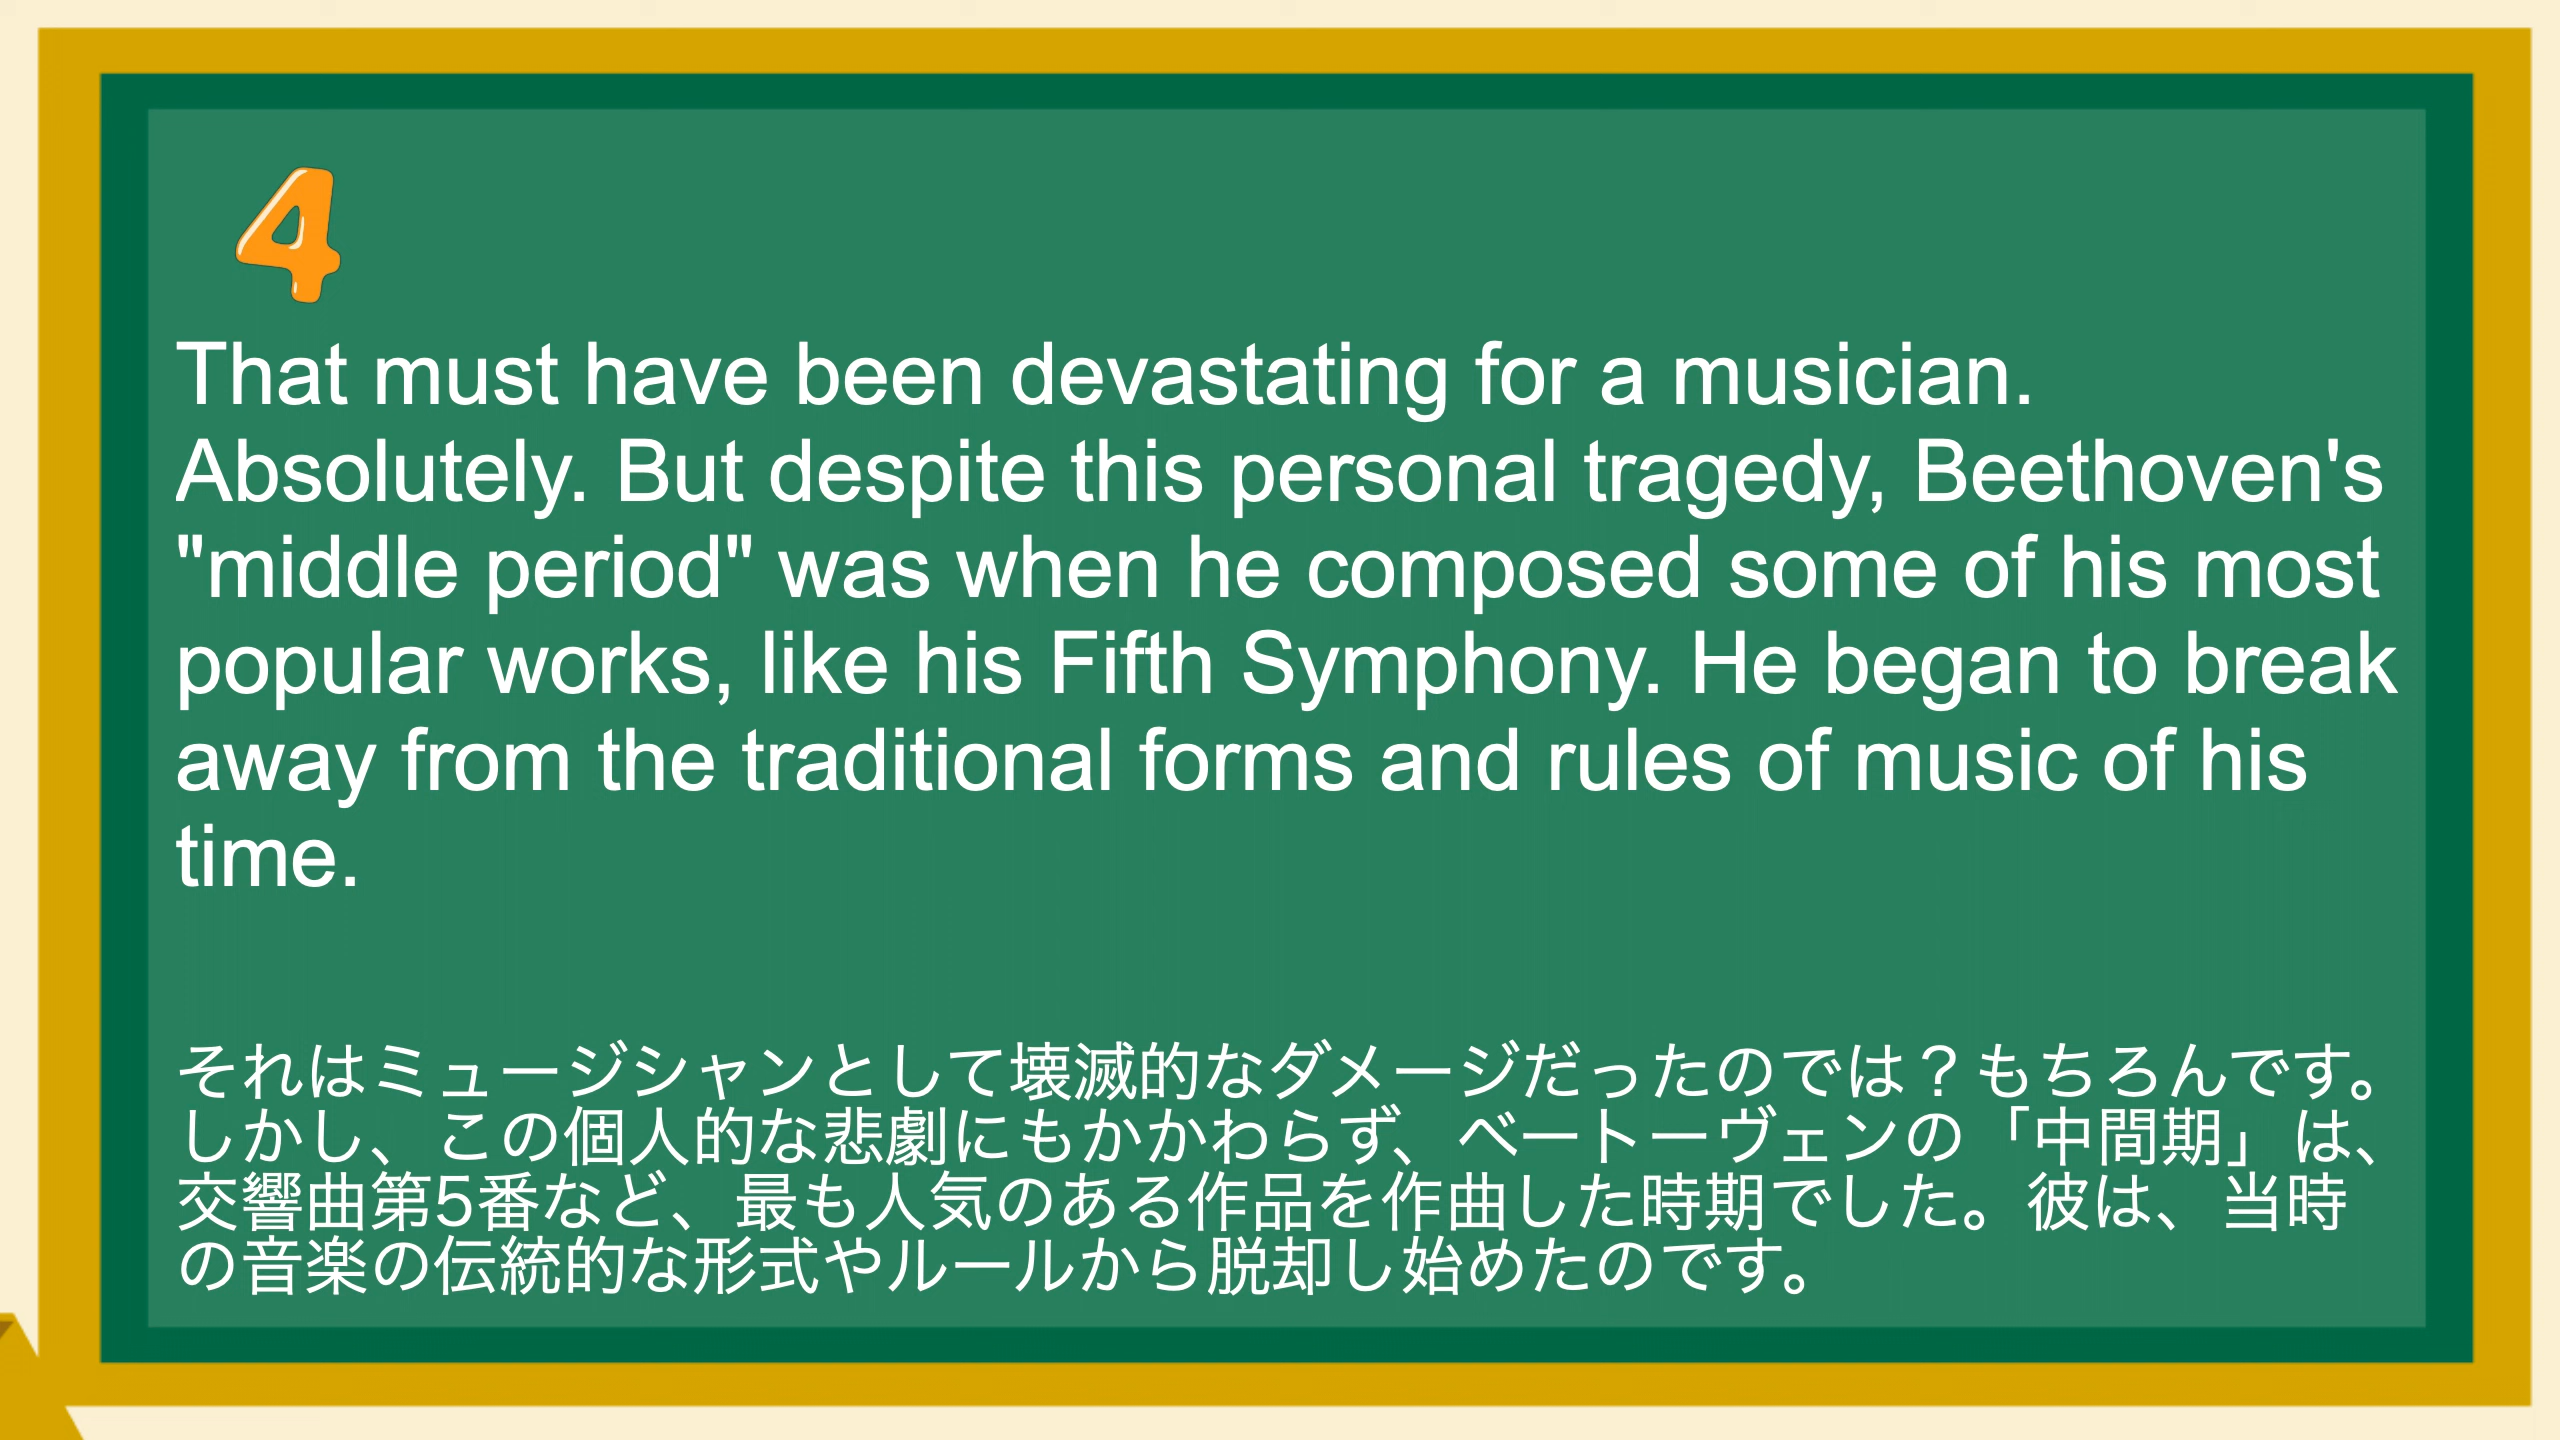 4
That must have been devastating for a musician.
Absolutely. But despite this personal tragedy, Beethoven's
"middle period" was when he composed some of his most
popular works, like his Fifth Symphony. He began to break
away from the traditional forms and rules of music of his
time.
それはミュージシャンとして壊滅的なダメージだったのでは？もちろんです。
しかし、この個人的な悲劇にもかかわらず、ベートーヴェンの「中間期」は、
交響曲第5番など、最も人気のある作品を作曲した時期でした。彼は、当時
の音楽の伝統的な形式やルールから脱却し始めたのです。